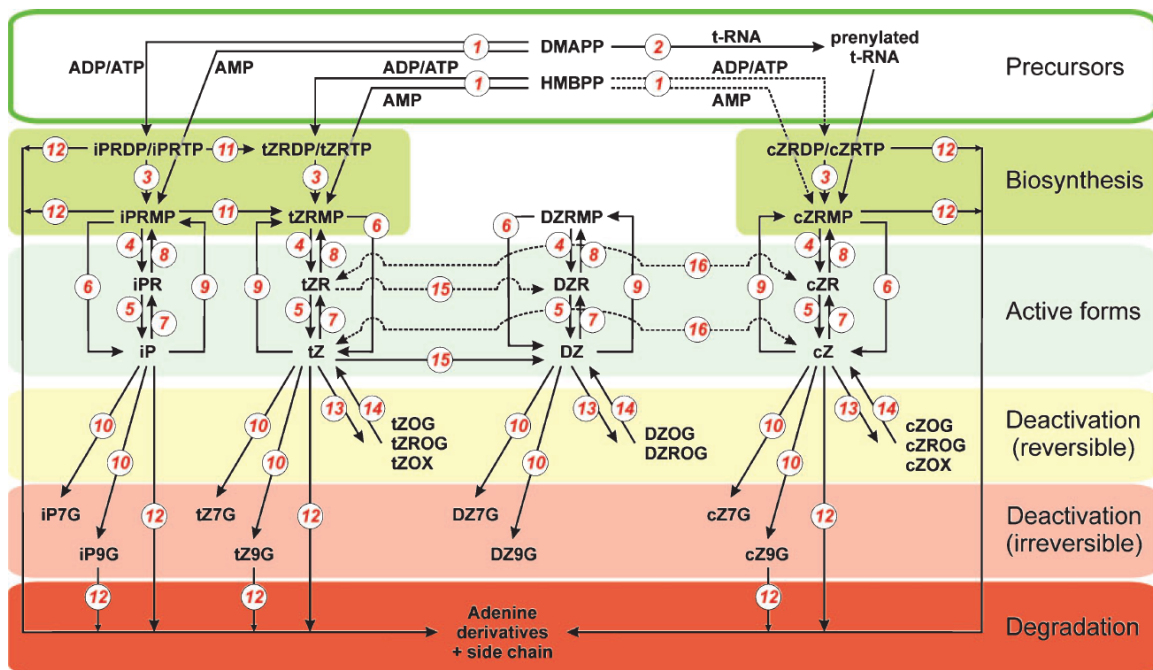 1 DMAPP 2 t-RNA prenylated
t-RNA
Precursors
ADP/ATP AMP ADP/ATP 1 HMBPP 1 ADP/ATP
AMP AMP
12 iPRDP/iPRTP 11 tZRDP/tZRTP cZRDP/cZRTP 12
3 3 3
Biosynthesis
12 iPRMP 11 tZRMP 6 6 DZRMP cZRMP 12
4 8 4 8 4 8 4 8
16
6 iPR 9 9 tZR 15 DZR 9 9 cZR 6
5 7 5 7 5 7 5 7
Active forms
16
iP tZ 15 DZ cZ
10 10 13 14 10 13 14 10 13 14
tZOG
tZROG
tZOX
DZOG
DZROG
cZOG
cZROG
cZOX
Deactivation
(reversible)
10 10 10 10
iP7G 12 tZ7G 12 DZ7G cZ7G 12
Deactivation
(irreversible)
iP9G tZ9G DZ9G cZ9G
12 12 12
Adenine
derivatives
+ side chain
Degradation